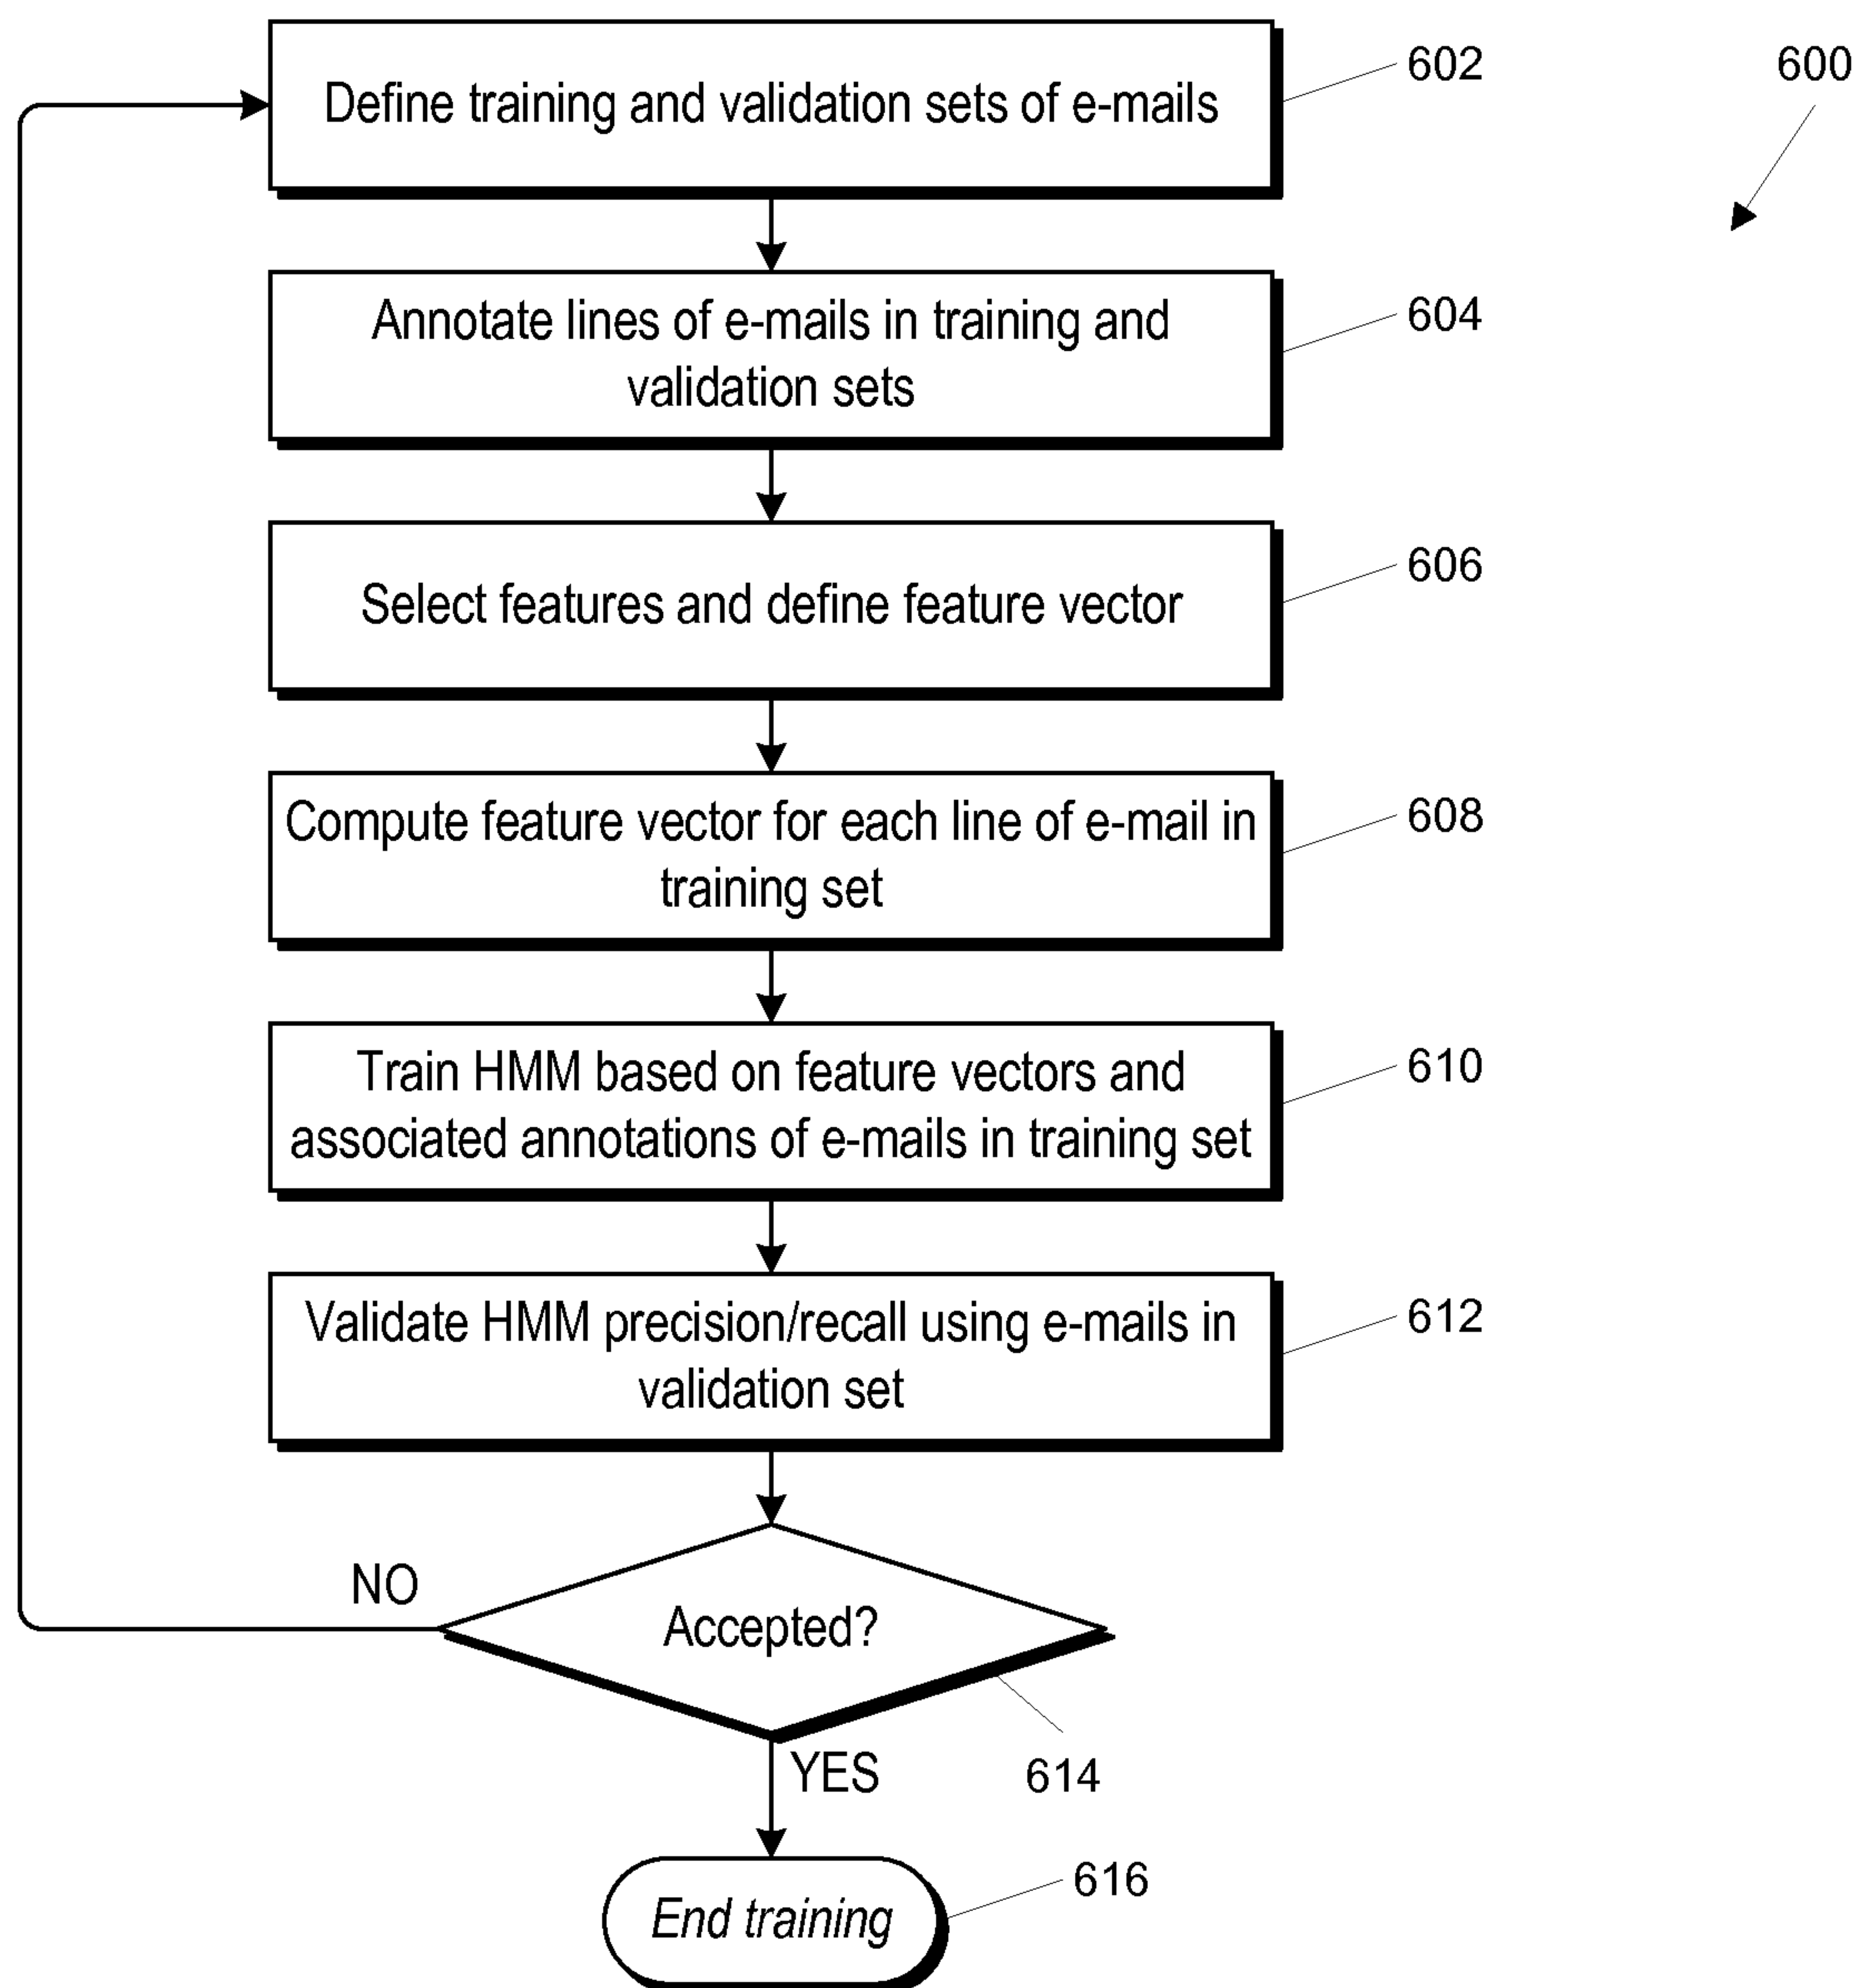 Define training and validation sets of e-mails
602
600
Annotate lines of e-mails in training and
validation sets
604
Select features and define feature vector
606
Compute feature vector for each line of e-mail in
training set
608
Train HMM based on feature vectors and
associated annotations of e-mails in training set
610
Validate HMM precision/recall using e-mails in
validation set
612
NO
Accepted?
YES
614
End training
616